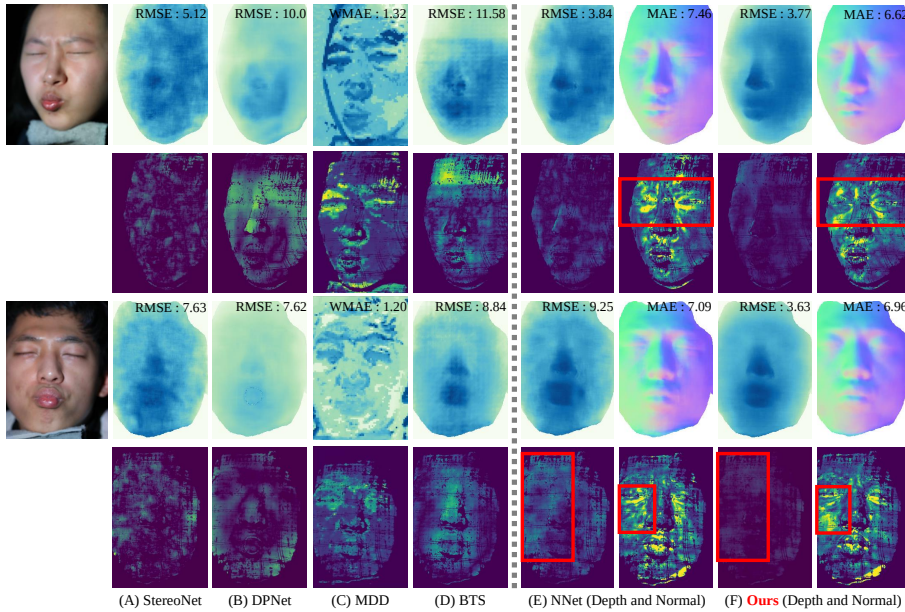 RMSE : 5.12 RMSE : 10.0 WMAE : 1.32 RMSE : 11.58 RMSE : 3.84 MAE : 7.46 RMSE : 3.77 MAE : 6.62
RMSE : 7.63 RMSE : 7.62 WMAE : 1.20 RMSE : 8.84 RMSE : 9.25 MAE : 7.09 RMSE : 3.63 MAE : 6.96
(A) StereoNet (B) DPNet (C) MDD (D) BTS (E) NNet (Depth and Normal) (F) Ours (Depth and Normal)